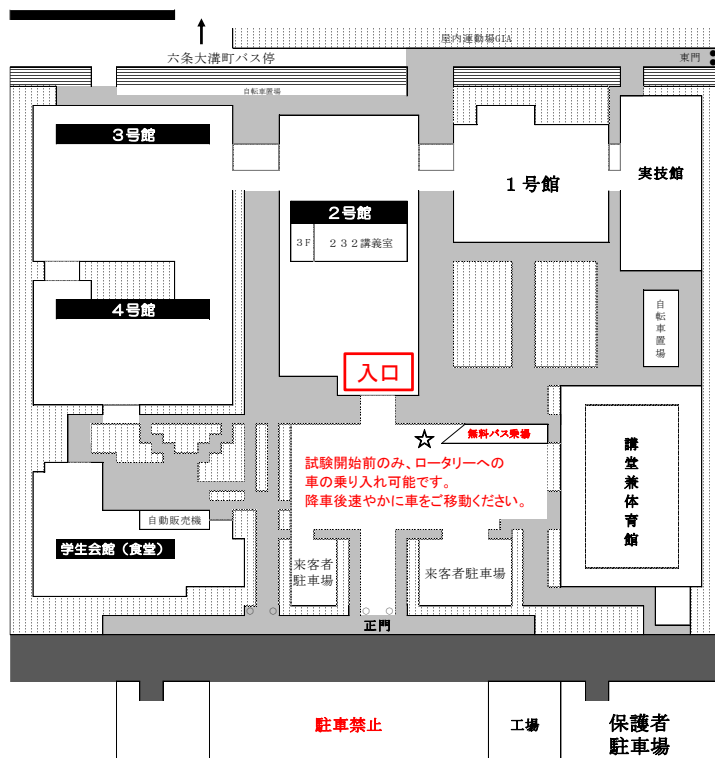 屋内運動場GIA
六条大溝町バス停
東門
自転車置場
3号館
2号館
3F 232講義室
1号館
実技館
4号館
自転車置場
入口
☆ 無料バス乗場
試験開始前のみ、ロータリーへの
車の乗り入れ可能です。
降車後速やかに車をご移動ください。
講堂兼体育館
自動販売機
学生会館（食堂）
来客者
駐車場
来客者駐車場
正門
駐車禁止
工場
保護者
駐車場